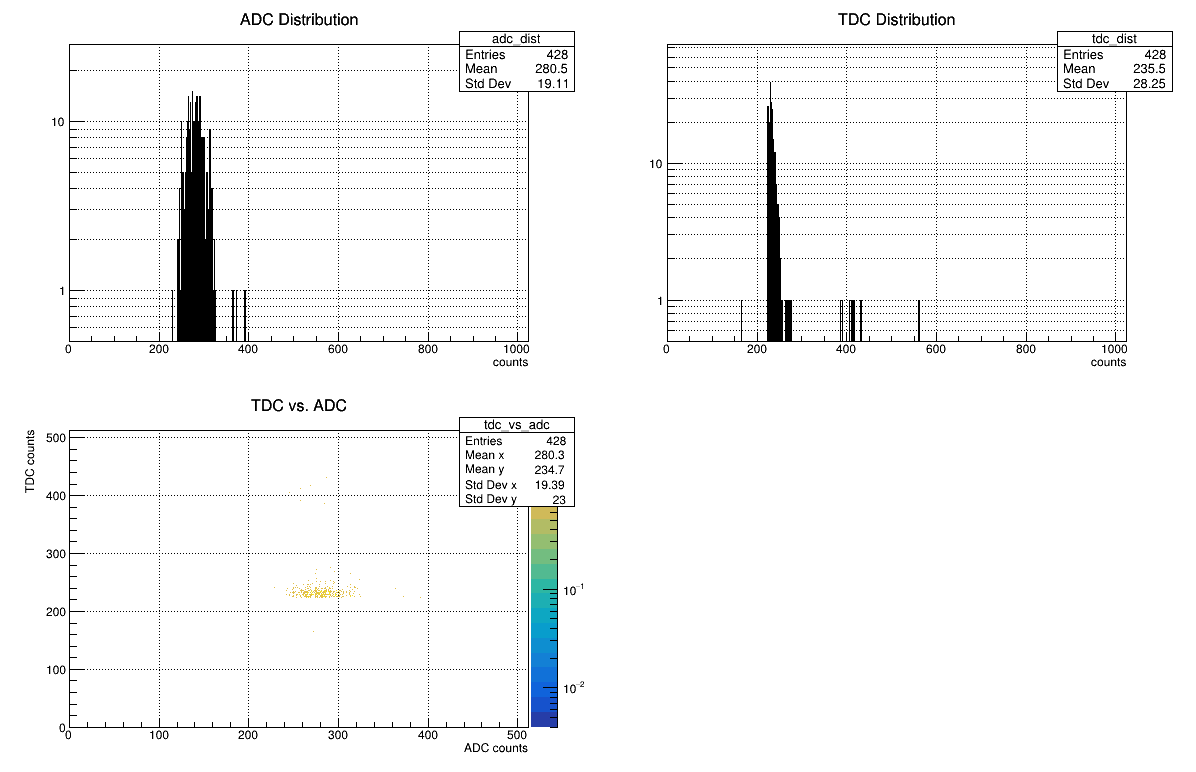 ADC Distribution
adc_dist
Entries 428
Mean 280.5
Std Dev 19.11
10
1
0 200 400 600 800 1000
counts
TDC Distribution
tdc_dist
Entries 428
Mean 235.5
Std Dev 28.25
10
1
0 200 400 600 800 1000
counts
TDC vs. ADC
tdc_vs_adc
Entries 428
Mean x 280.3
Mean y 234.7
Std Dev x 19.39
Std Dev y 23
TDC counts
500
400
300
200
100
0
0 100 200 300 400 500
ADC counts
10⁻¹
10⁻²